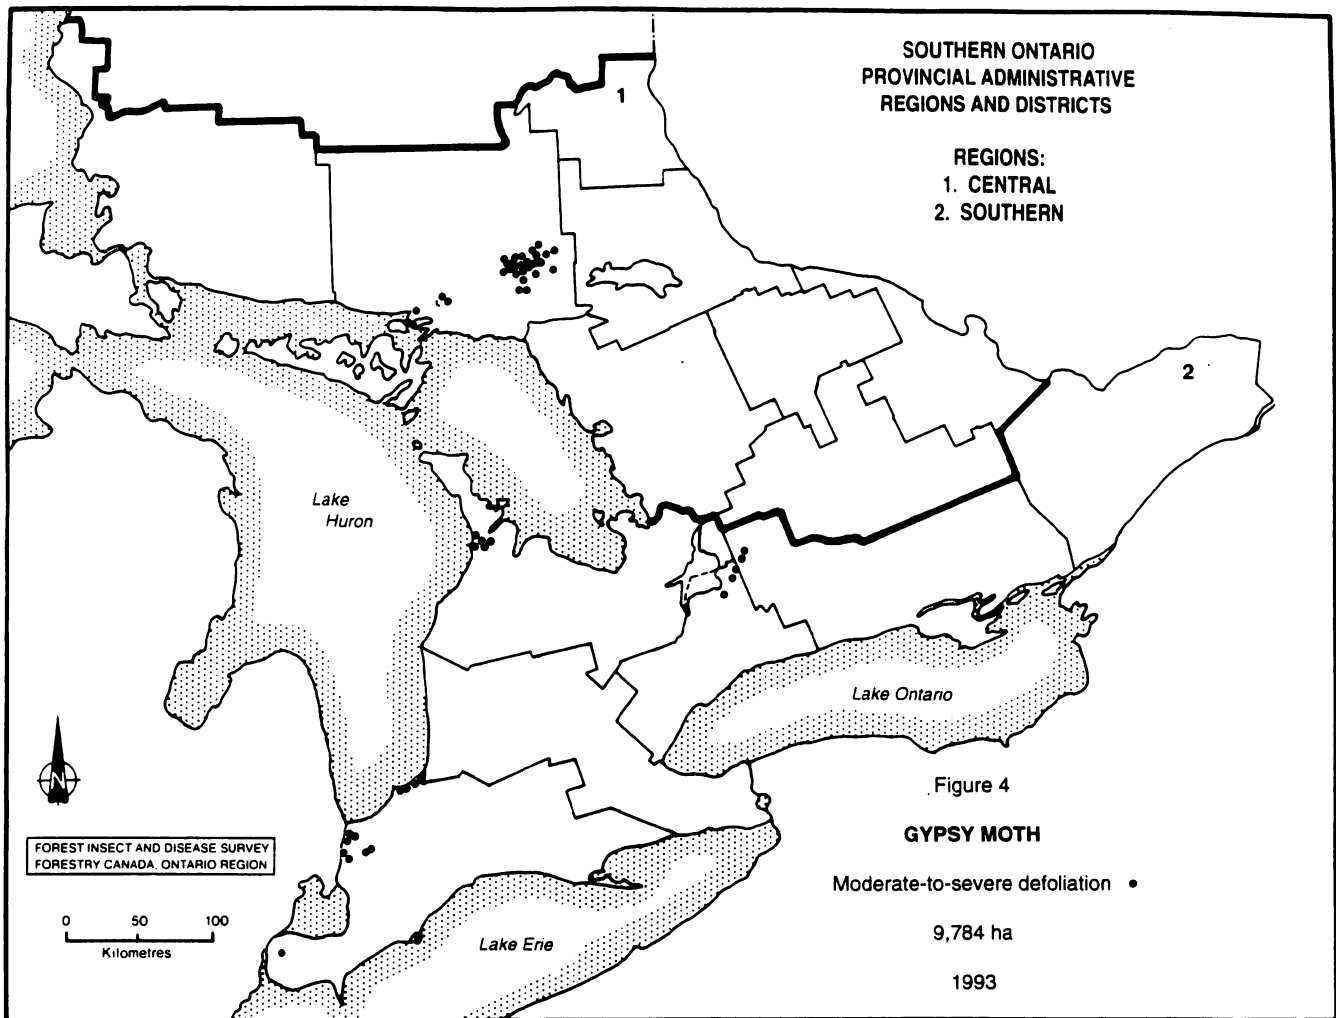 SOUTHERN ONTARIO
PROVINCIAL ADMINISTRATIVE
REGIONS AND DISTRICTS
REGIONS:
1. CENTRAL
2. SOUTHERN
1
2
Lake
Huron
Lake Ontario
N
Figure 4
GYPSY MOTH
Moderate-to-severe defoliation •
9,784 ha
1993
FOREST INSECT AND DISEASE SURVEY
FORESTRY CANADA. ONTARIO REGION
0 50 100
Kilometres
Lake Erie